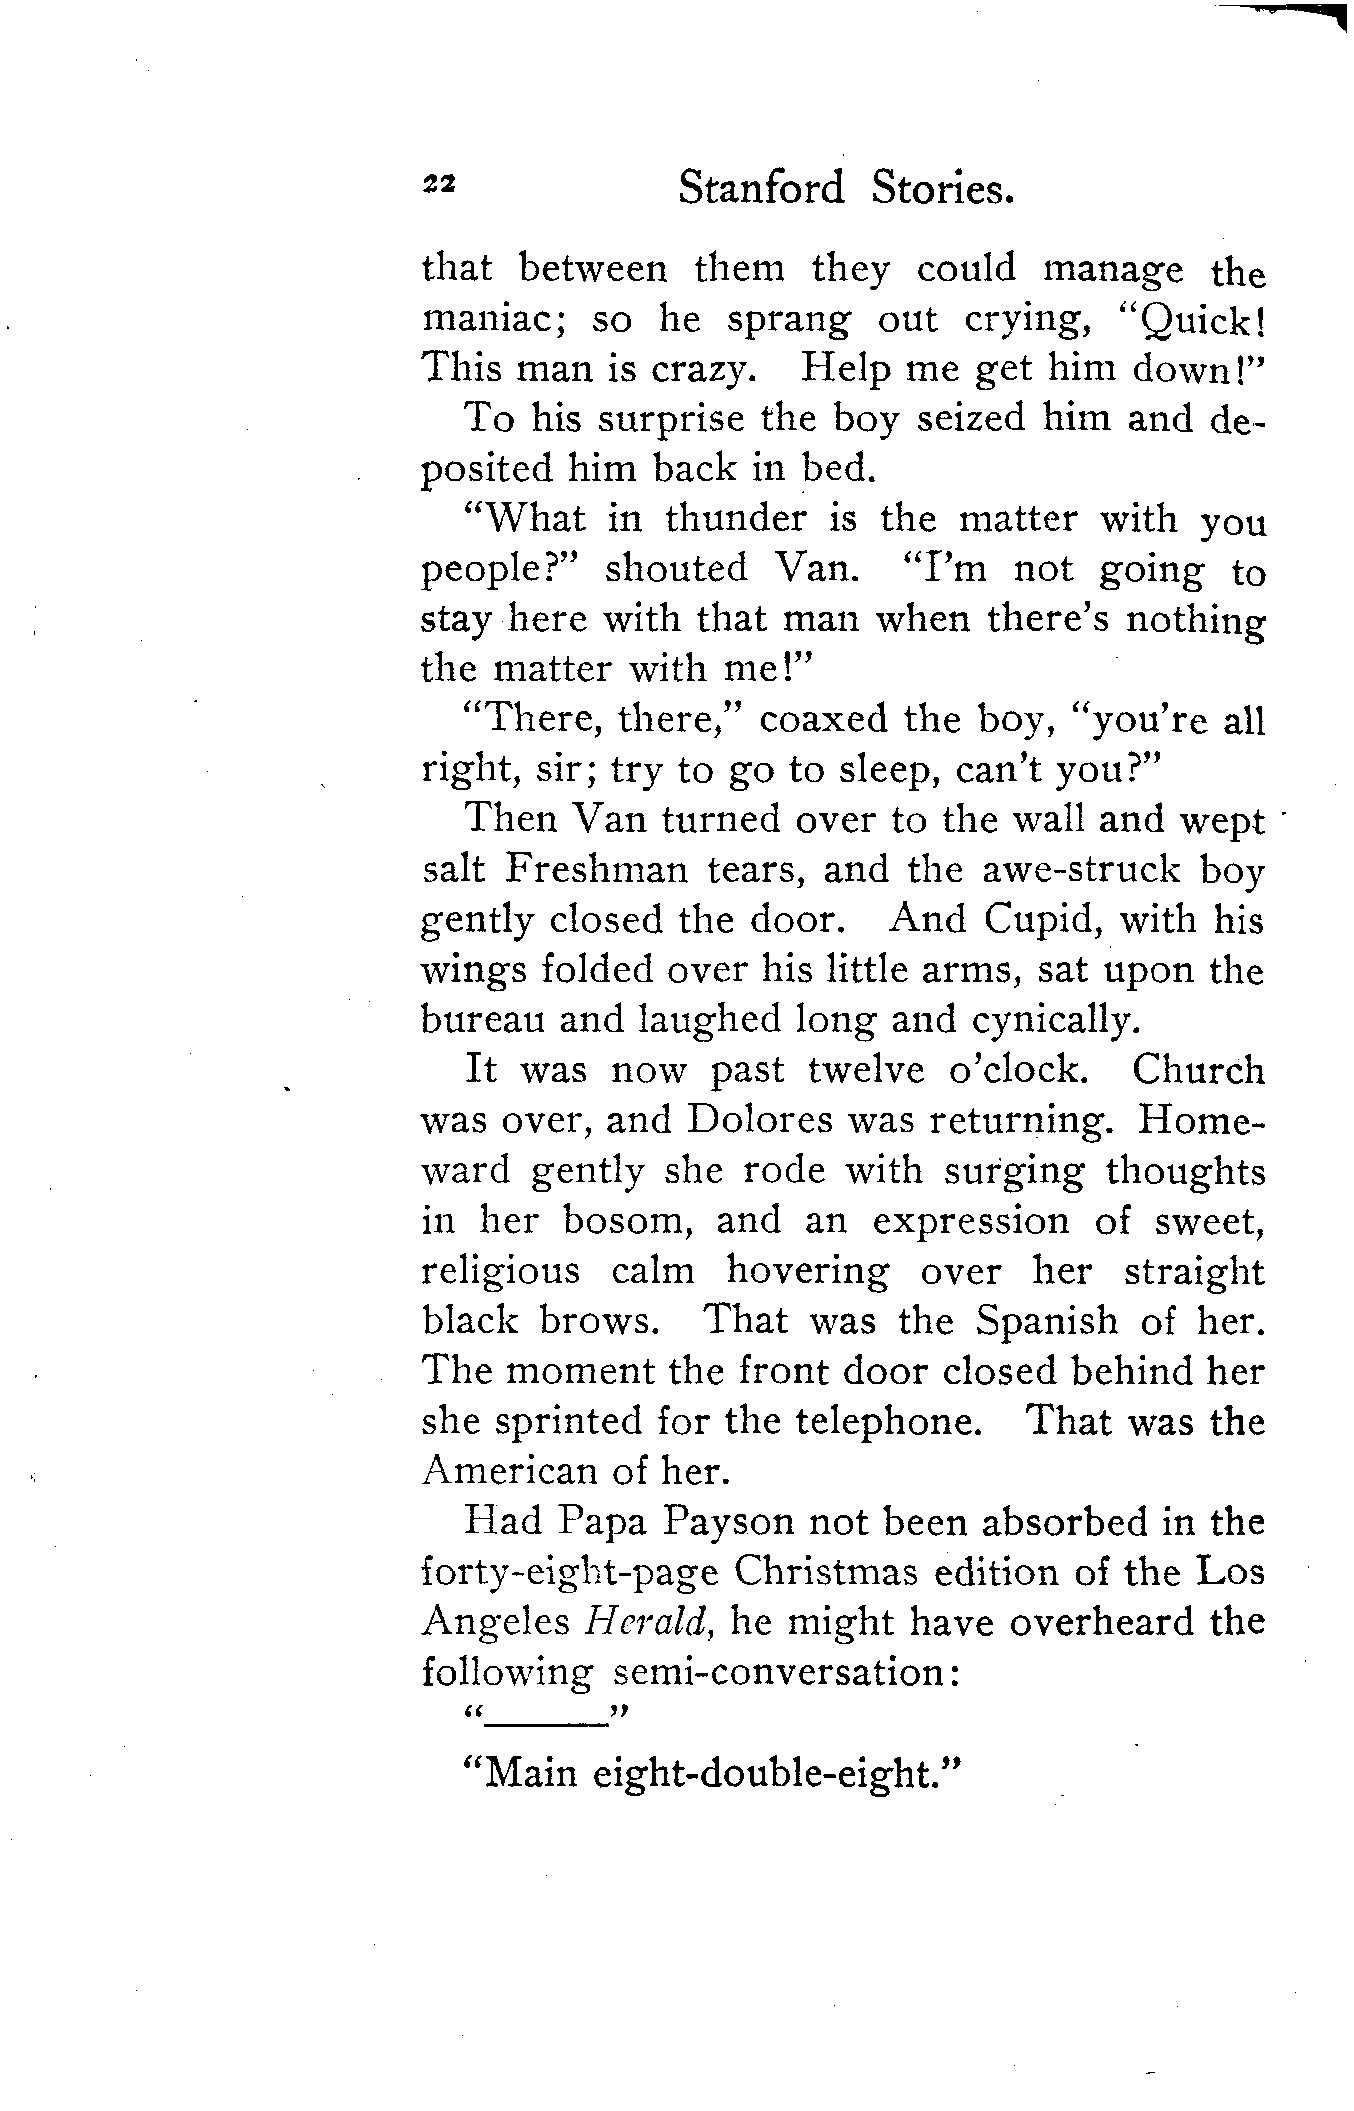 22 Stanford Stories.
that between them they could manage the
maniac; so he sprang out crying, “Quick!
This man is crazy. Help me get him down!”
To his surprise the boy seized him and de-
posited him back in bed.
“What in thunder is the matter with you
people?” shouted Van. “I’m not going to
stay here with that man when there’s nothing
the matter with me!”
“There, there,” coaxed the boy, “you’re all
right, sir; try to go to sleep, can’t you?”
Then Van turned over to the wall and wept
salt Freshman tears, and the awe-struck boy
gently closed the door. And Cupid, with his
wings folded over his little arms, sat upon the
bureau and laughed long and cynically.
It was now past twelve o’clock. Church
was over, and Dolores was returning. Home-
ward gently she rode with surging thoughts
in her bosom, and an expression of sweet,
religious calm hovering over her straight
black brows. That was the Spanish of her.
The moment the front door closed behind her
she sprinted for the telephone. That was the
American of her.
Had Papa Payson not been absorbed in the
forty-eight-page Christmas edition of the Los
Angeles Herald, he might have overheard the
following semi-conversation:
“———”
“Main eight-double-eight.”